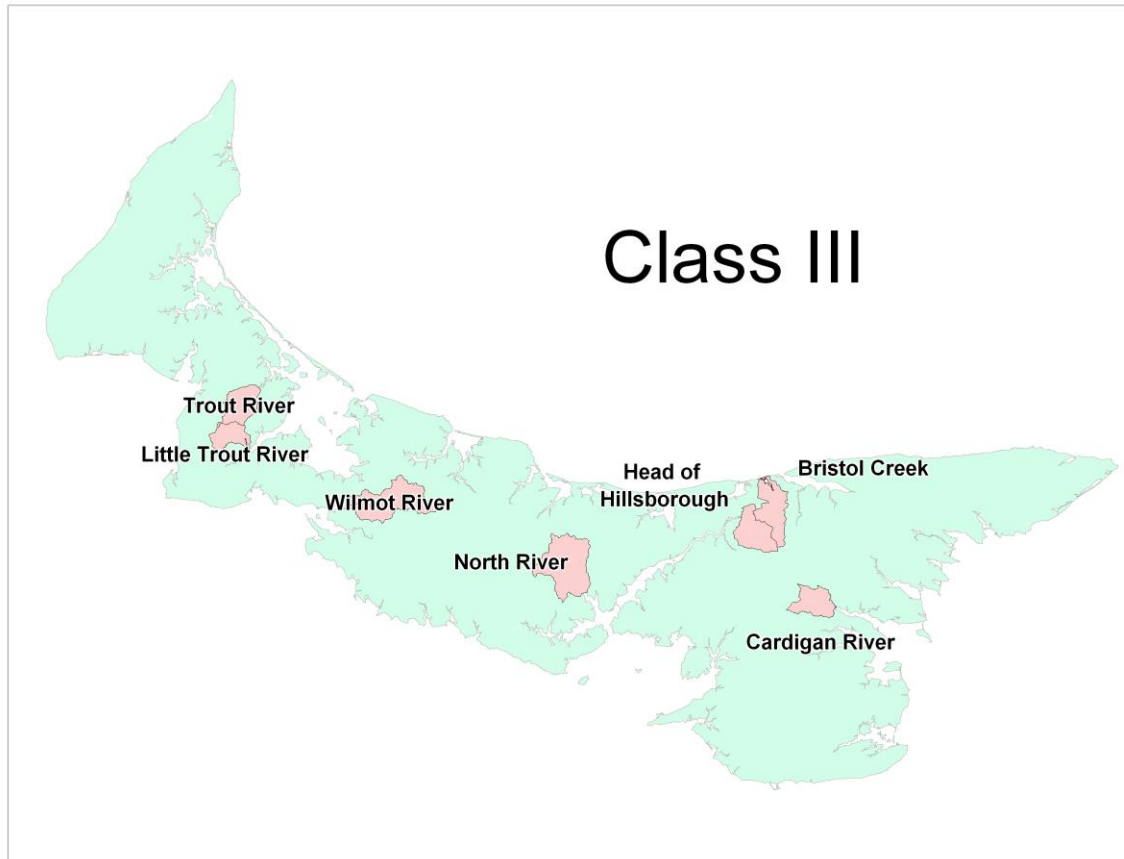 Class III
Trout River
Little Trout River
Wilmot River
Head of
Hillsborough
Bristol Creek
North River
Cardigan River